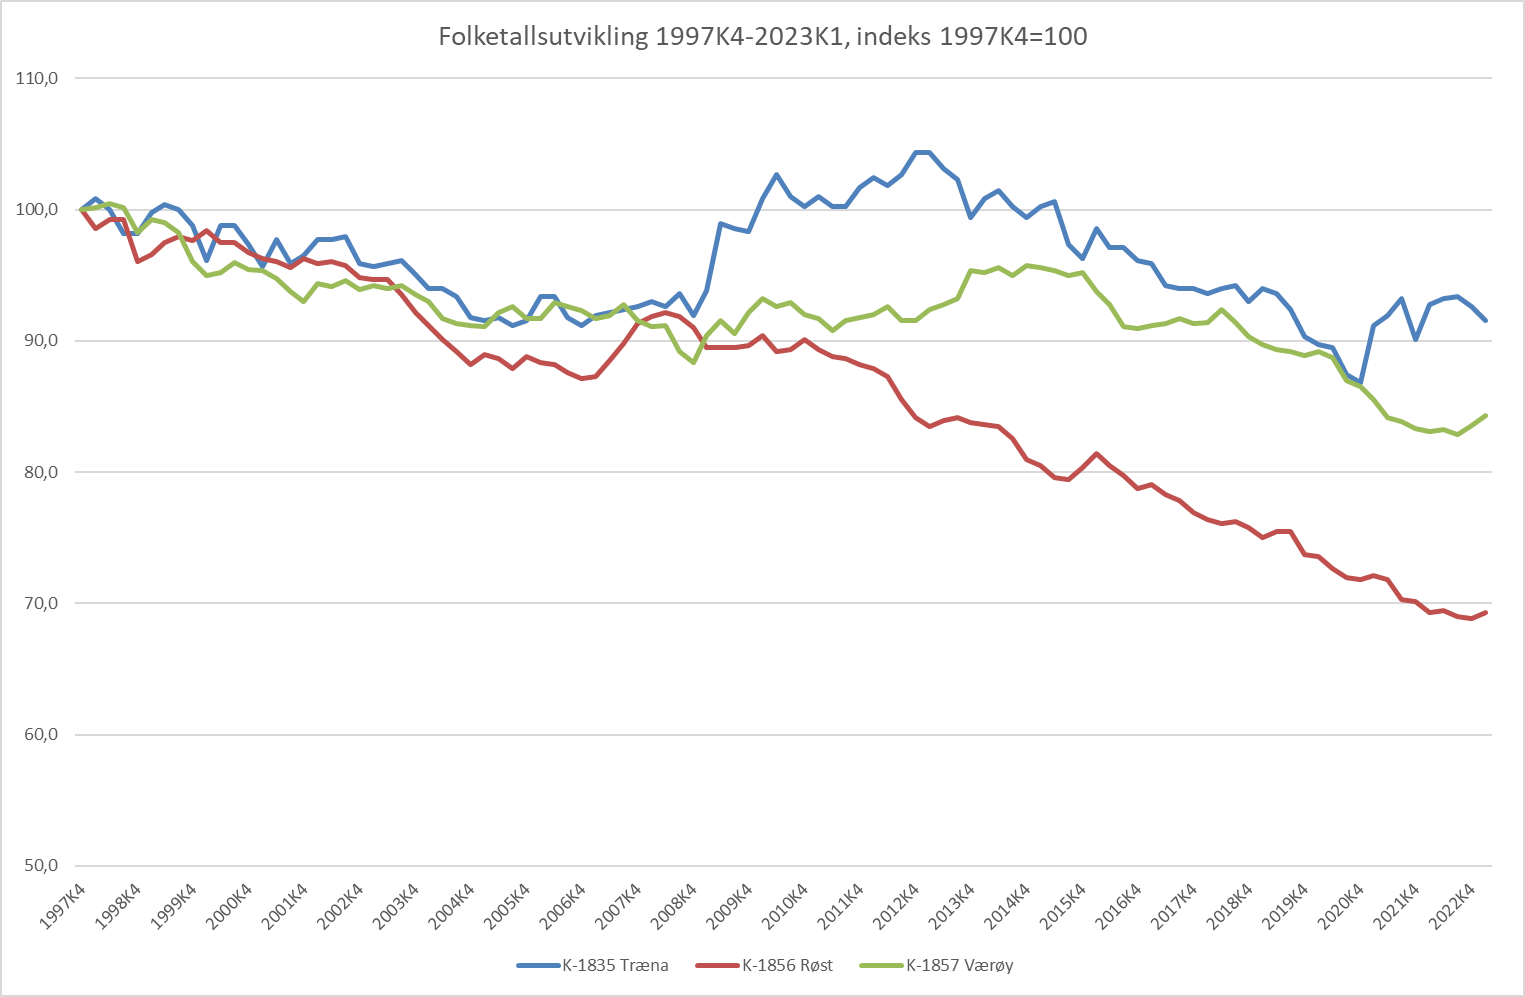 Folketallsutvikling 1997K4-2023K1, indeks 1997K4=100
110,0
100,0
90,0
80,0
70,0
60,0
50,0
1997K4
1998K4
1999K4
2000K4
2001K4
2002K4
2003K4
2004K4
2005K4
2006K4
2007K4
2008K4
2009K4
2010K4
2011K4
2012K4
2013K4
2014K4
2015K4
2016K4
2017K4
2018K4
2019K4
2020K4
2021K4
2022K4
K-1835 Træna
K-1856 Røst
K-1857 Værøy